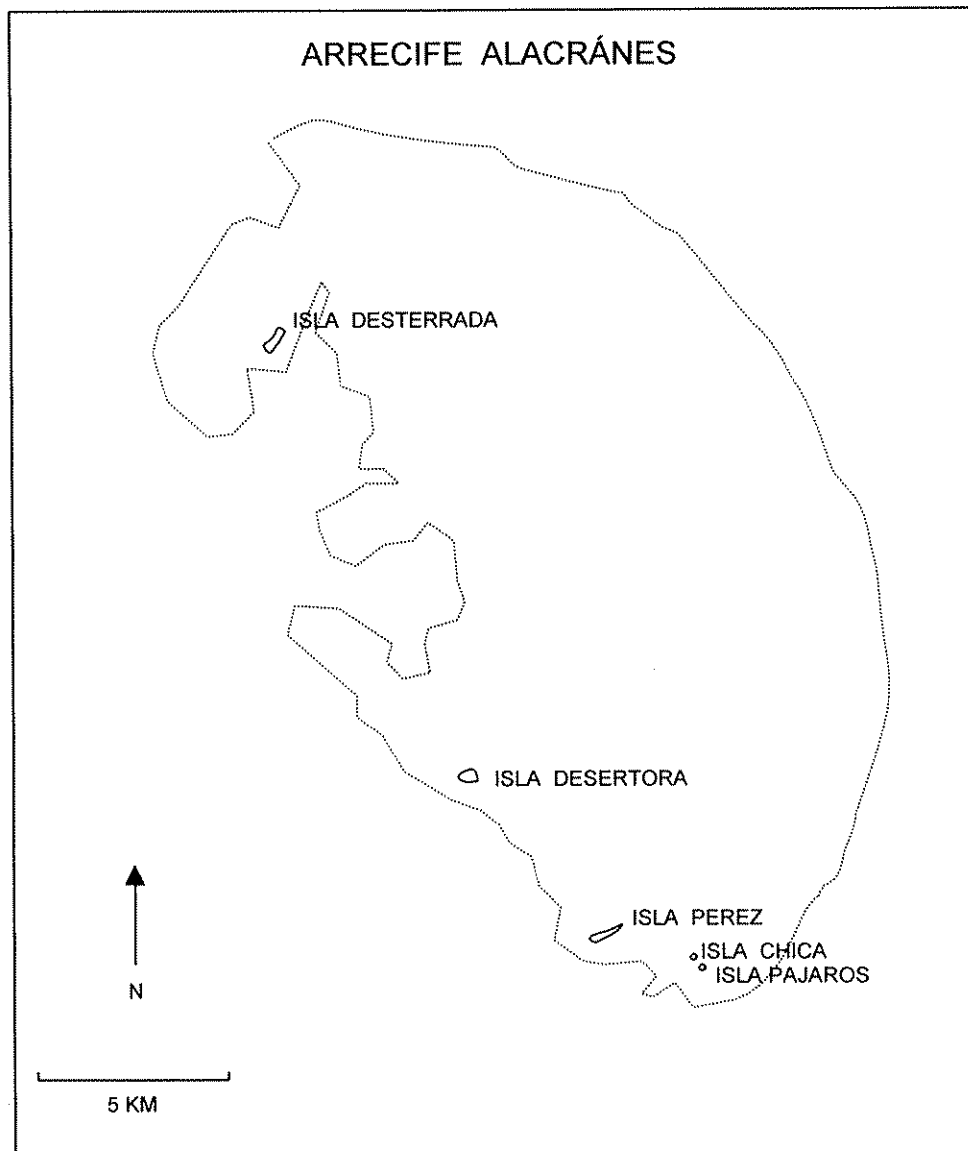 ARRECIFE ALACRÁNES
ISLA DESTERRADA
ISLA DESERTORA
ISLA PEREZ
ISLA CHICA
ISLA PAJAROS
N
5 KM